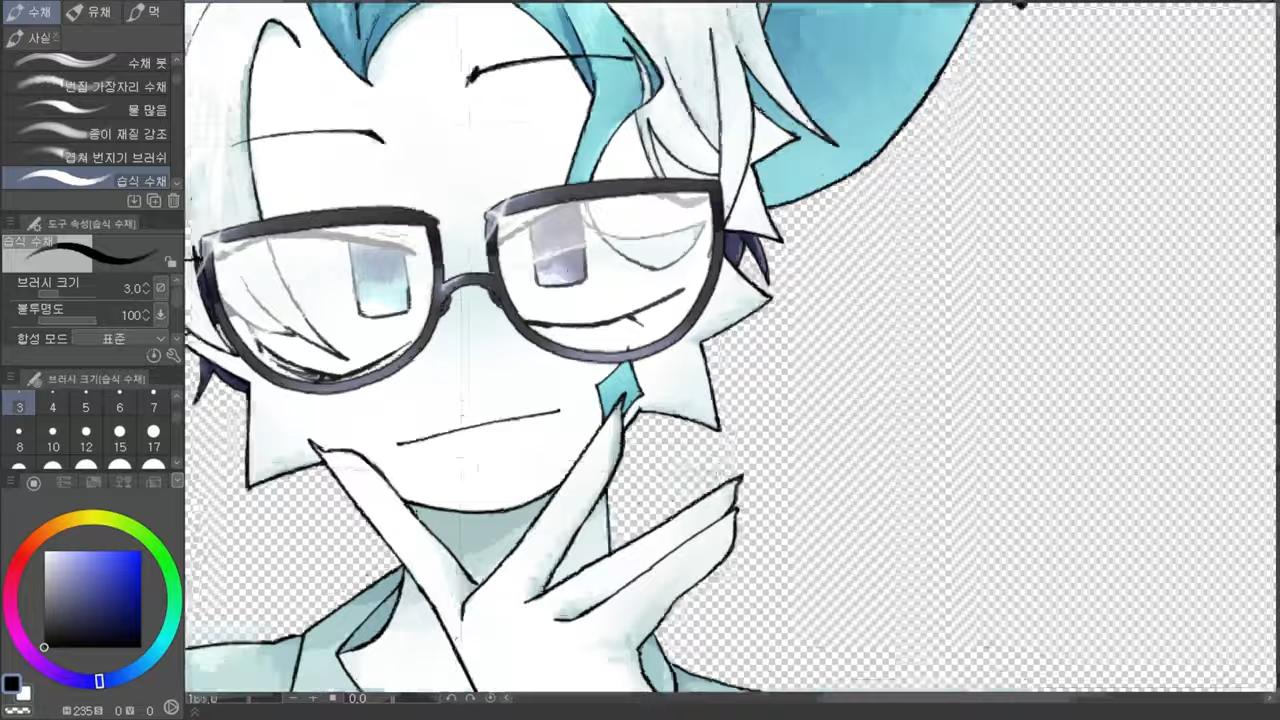 수채 유채 먹
사실
수채 붓
번짐 가장자리 수채
물 많음
종이 재질 강조
겹쳐 번지기 브러쉬
습식 수채
도구 속성[습식 수채]
습식 수채
브러시 크기 3.0
불투명도 100
합성 모드 표준
브러시 크기[습식 수채]
3 4 5 6 7
8 10 12 15 17
H 235 S 0 V 0
0.0